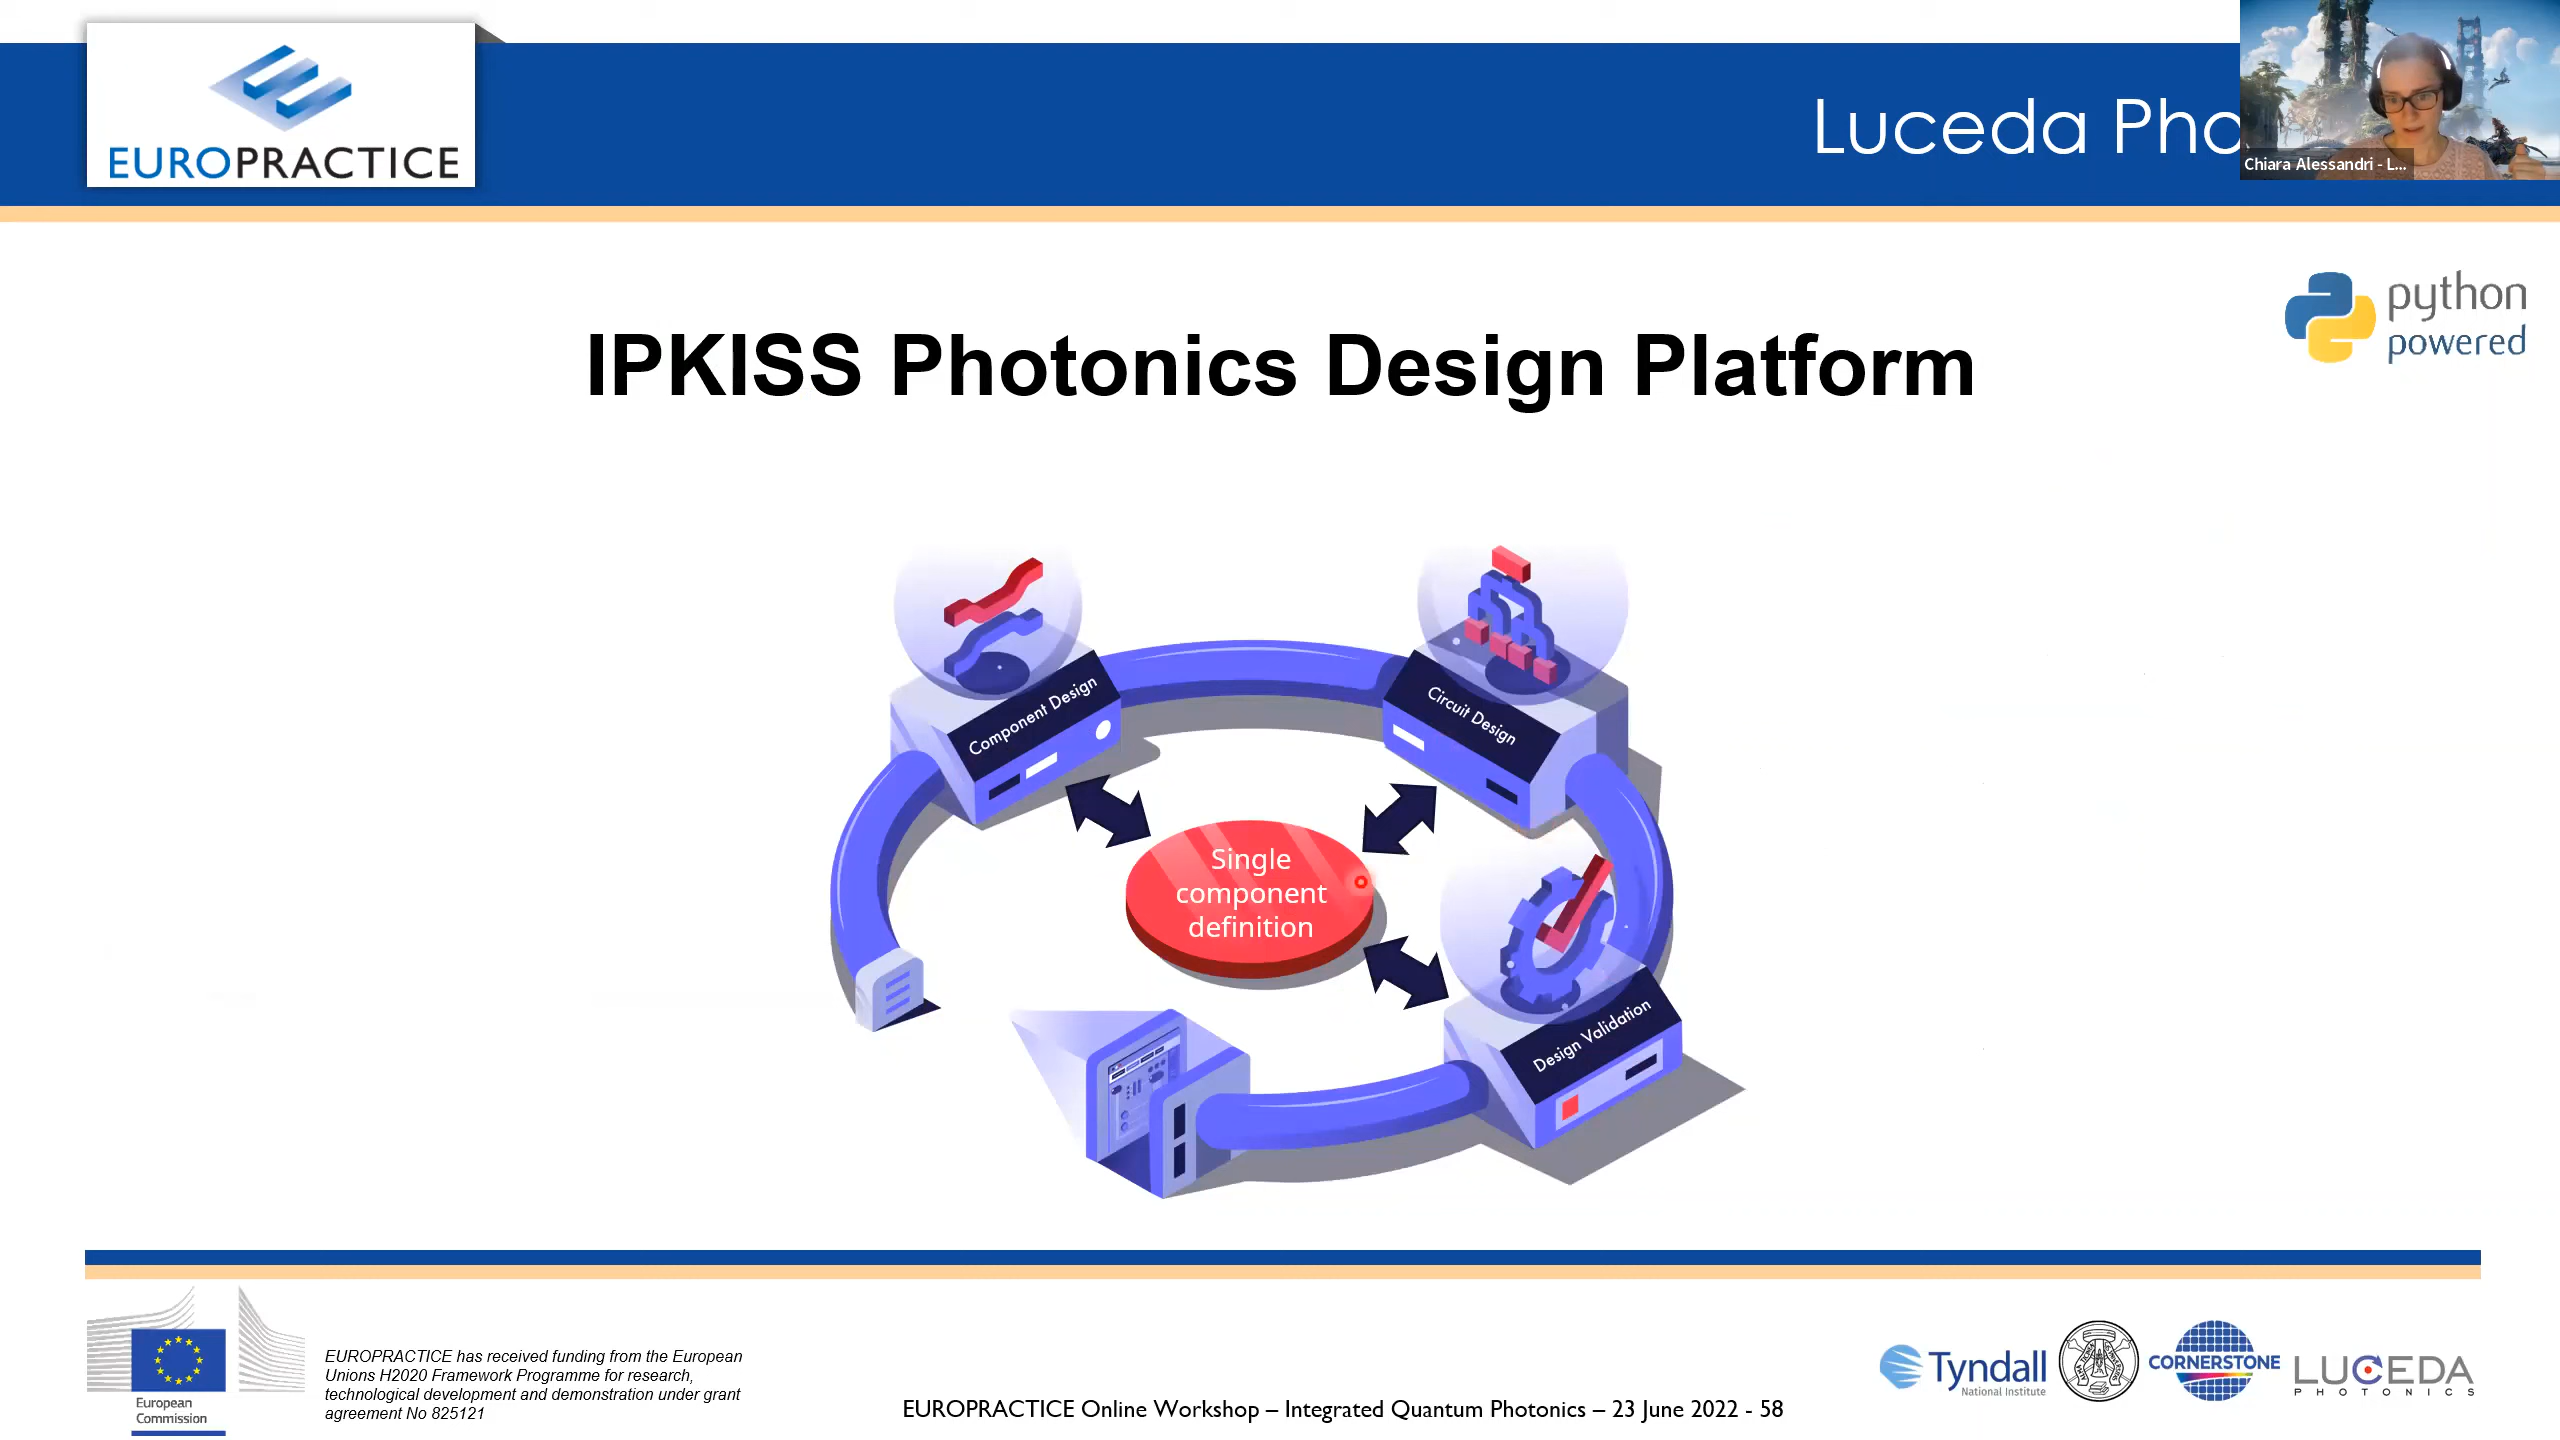 EUROPRACTICE
Luceda Pho
Chiara Alessandri - L...
python
powered
IPKISS Photonics Design Platform
Component Design
Circuit Design
Single
component
definition
Design Validation
European
Commission
EUROPRACTICE has received funding from the European
Unions H2020 Framework Programme for research,
technological development and demonstration under grant
agreement No 825121
EUROPRACTICE Online Workshop – Integrated Quantum Photonics – 23 June 2022 - 58
Tyndall
National Institute
CORNERSTONE
LUCEDA
PHOTONICS